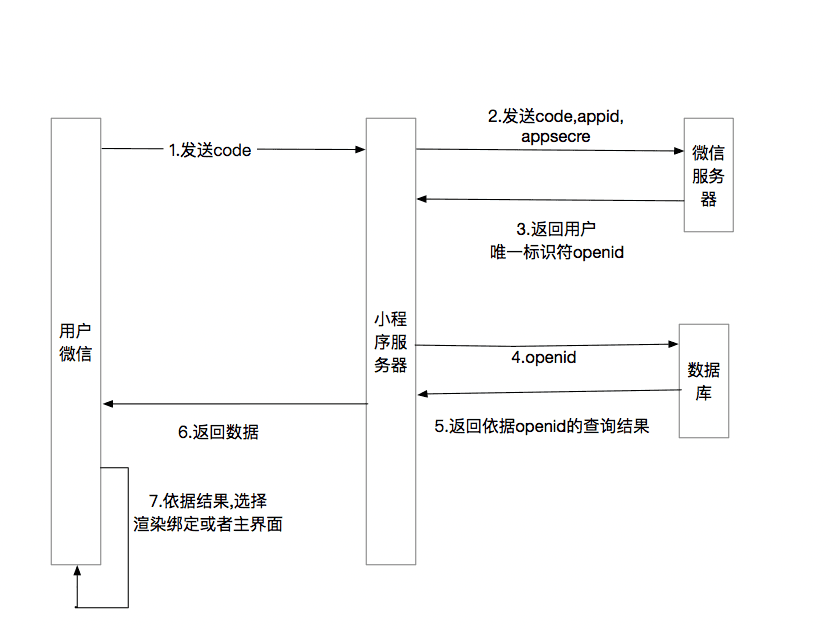 2.发送code,appid,
appsecre
1.发送code
微信
服务
器
3.返回用户
唯一标识符openid
用户
微信
小程
序服
务器
4.openid
数据
库
5.返回依据openid的查询结果
6.返回数据
7.依据结果,选择
渲染绑定或者主界面